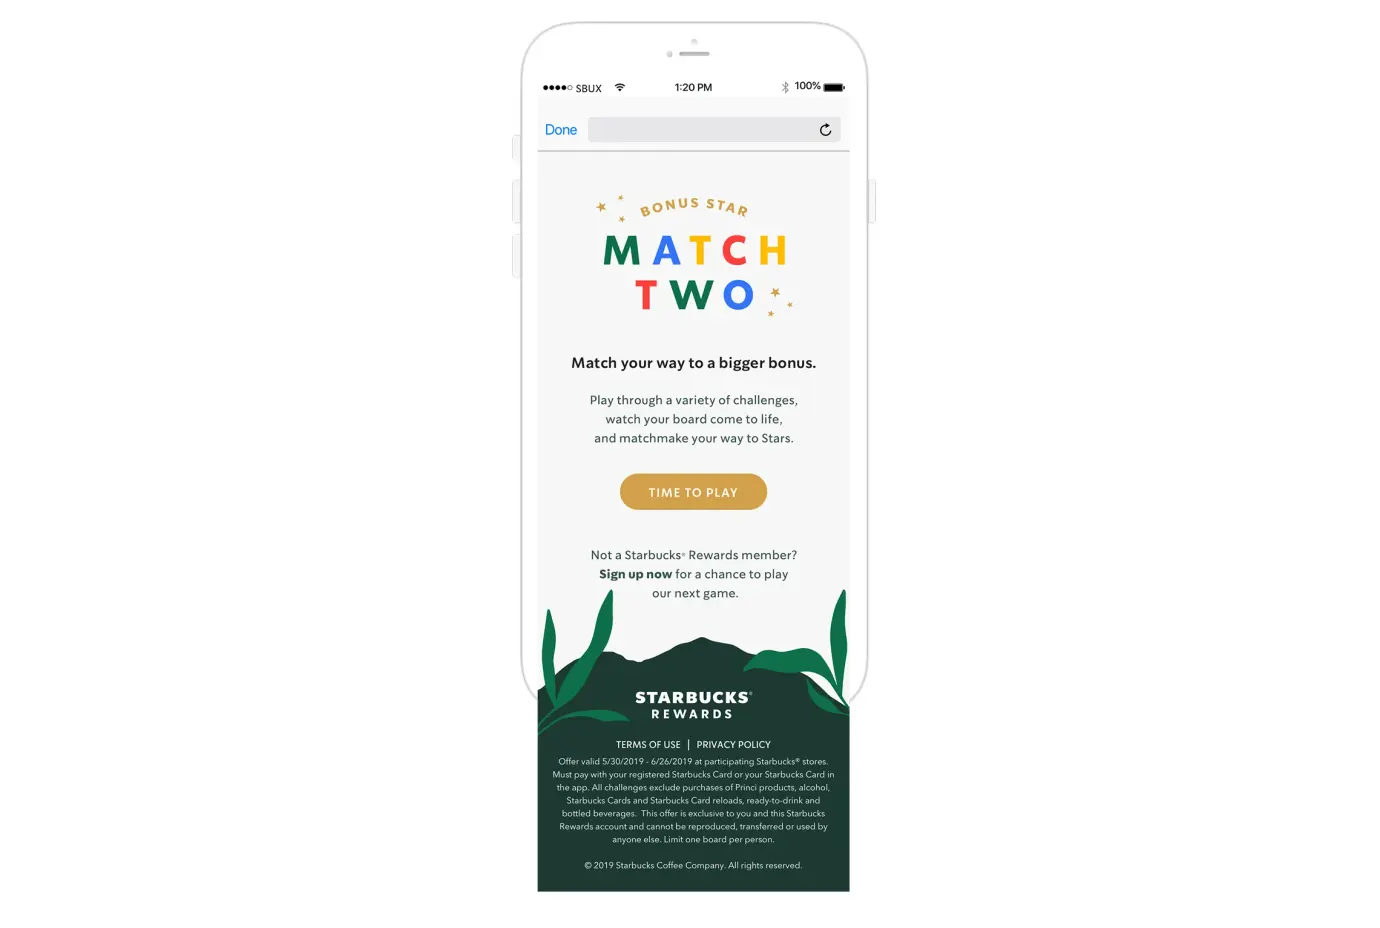 SBUX 1:20 PM 100%
Done
BONUS STAR
MATCH
TWO
Match your way to a bigger bonus.
Play through a variety of challenges,
watch your board come to life,
and matchmake your way to Stars.
TIME TO PLAY
Not a Starbucks® Rewards member?
Sign up now for a chance to play
our next game.
STARBUCKS®
REWARDS
TERMS OF USE | PRIVACY POLICY
Offer valid 5/30/2019 - 6/26/2019 at participating Starbucks® stores.
Must pay with your registered Starbucks Card or your Starbucks Card in
the app. All challenges exclude purchases of Princi products, alcohol,
Starbucks Cards and Starbucks Card reloads, ready-to-drink and
bottled beverages. This offer is exclusive to you and this Starbucks
Rewards account and cannot be reproduced, transferred or used by
anyone else. Limit one board per person.
© 2019 Starbucks Coffee Company. All rights reserved.